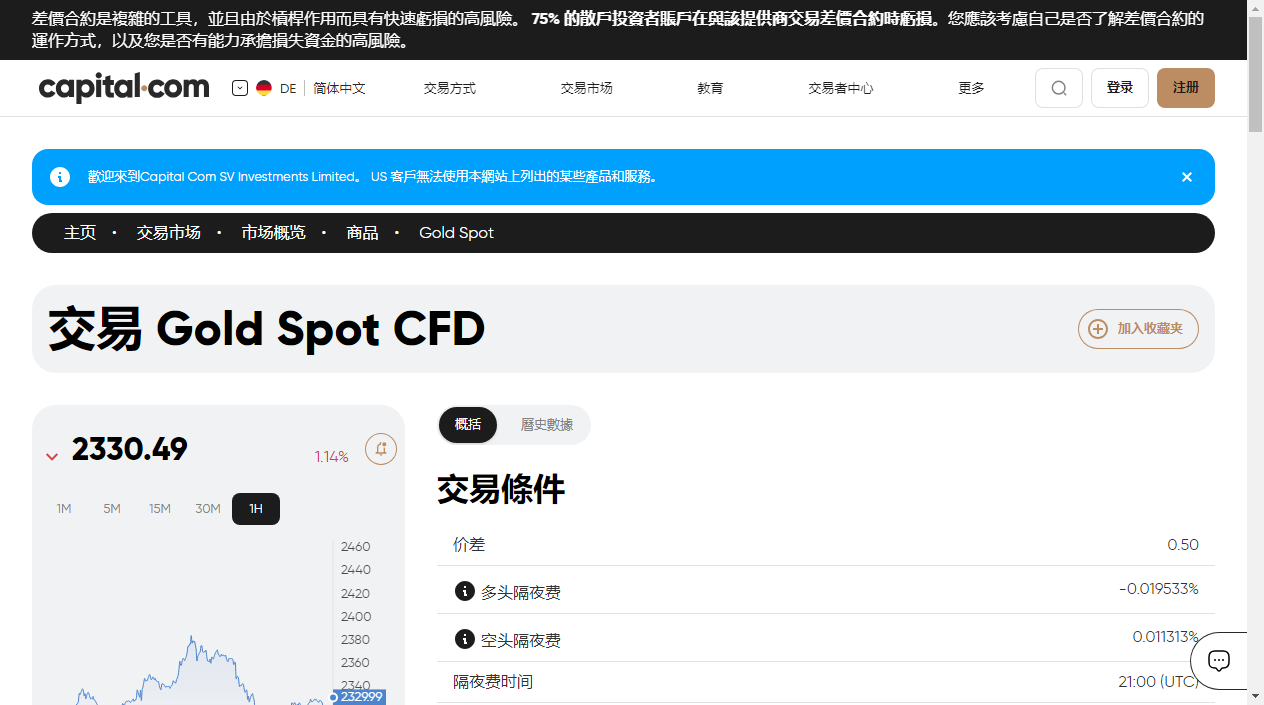 差價合約是複雜的工具，並且由於槓桿作用而具有快速虧損的高風險。 75% 的散戶投資者賬戶在與該提供商交易差價合約時虧損。您應該考慮自己是否了解差價合約的
運作方式，以及您是否有能力承擔損失資金的高風險。
capital.com DE 简体中文 交易方式 交易市场 教育 交易者中心 更多 登录 注册
歡迎來到Capital Com SV Investments Limited。 US 客戶無法使用本網站上列出的某些產品和服務。
主页 · 交易市场 · 市场概览 · 商品 · Gold Spot
交易 Gold Spot CFD
加入收藏夹
2330.49
1.14%
1M 5M 15M 30M 1H
2460
2440
2420
2400
2380
2360
2340
2329.99
概括 曆史數據
交易條件
价差 0.50
多头隔夜费 -0.019533%
空头隔夜费 0.011313%
隔夜费时间 21:00 (UTC)